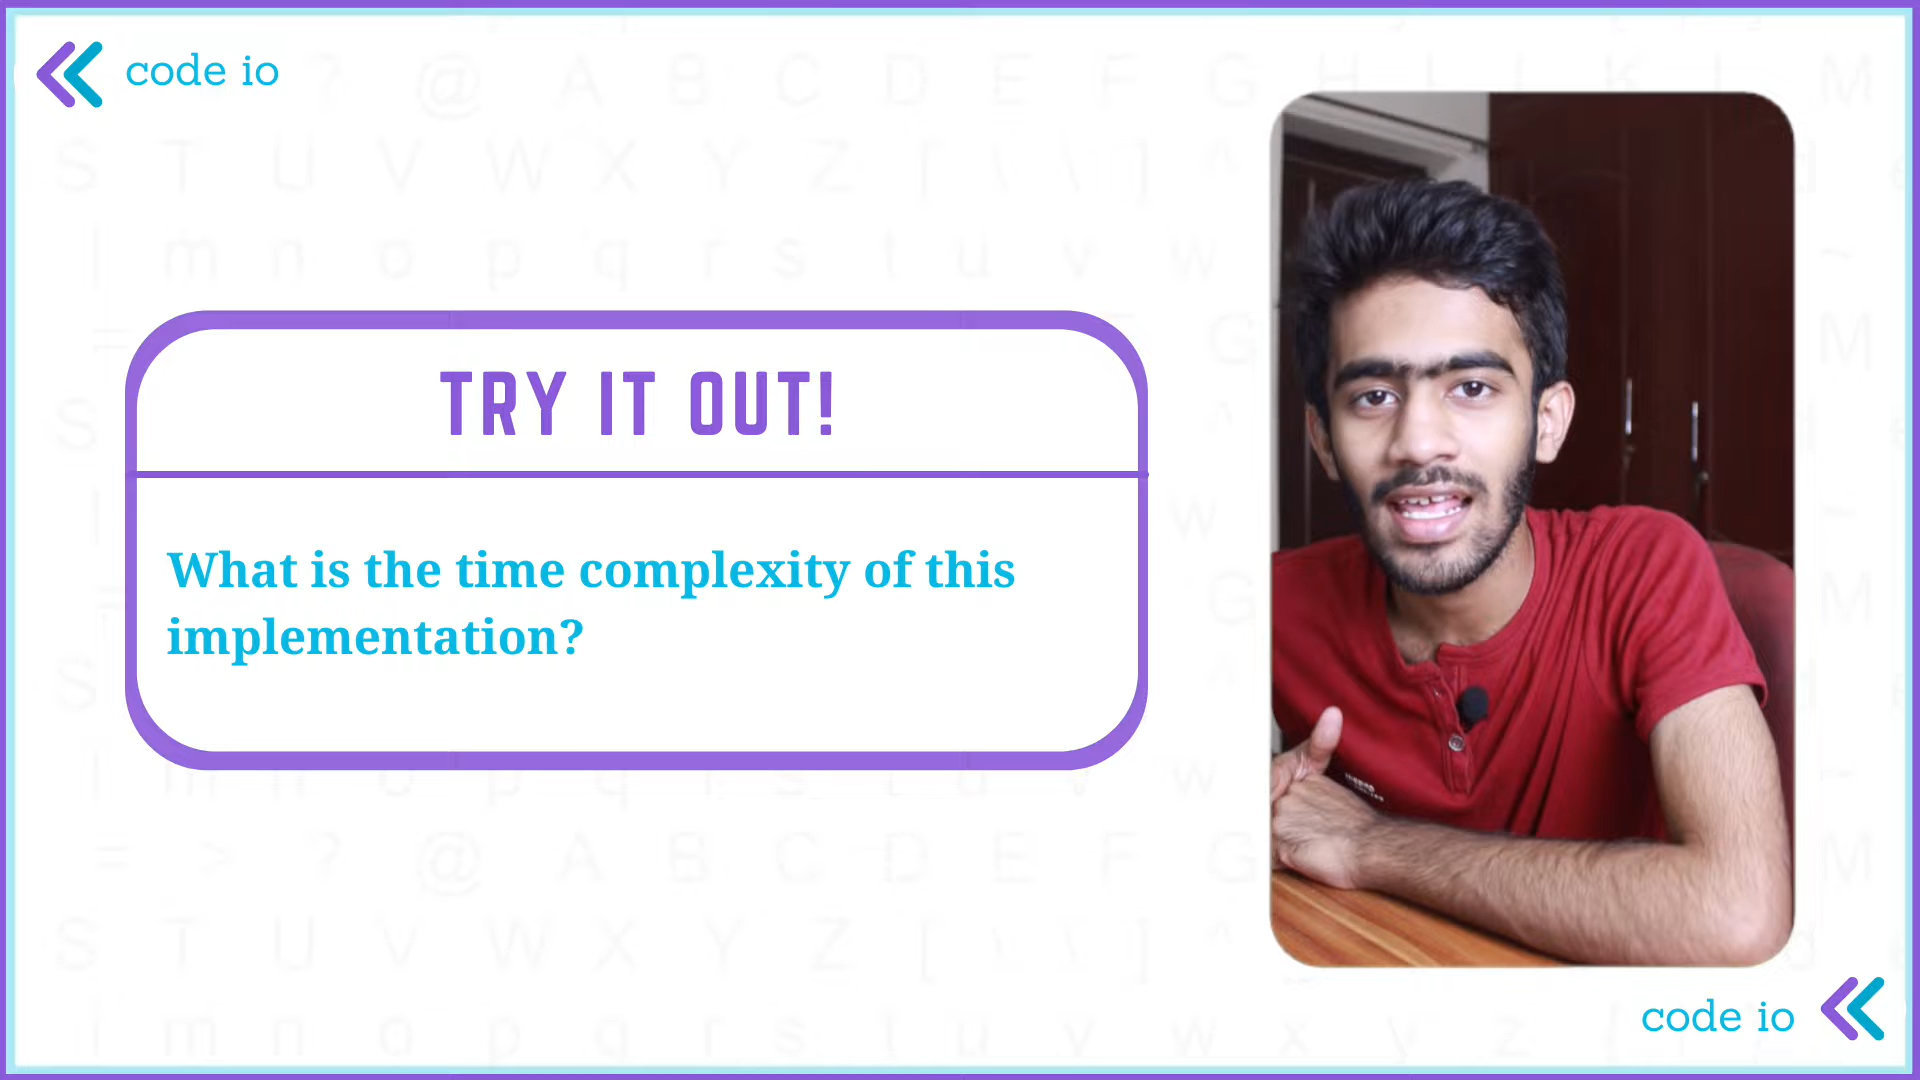 code io
TRY IT OUT!
What is the time complexity of this
implementation?
code io